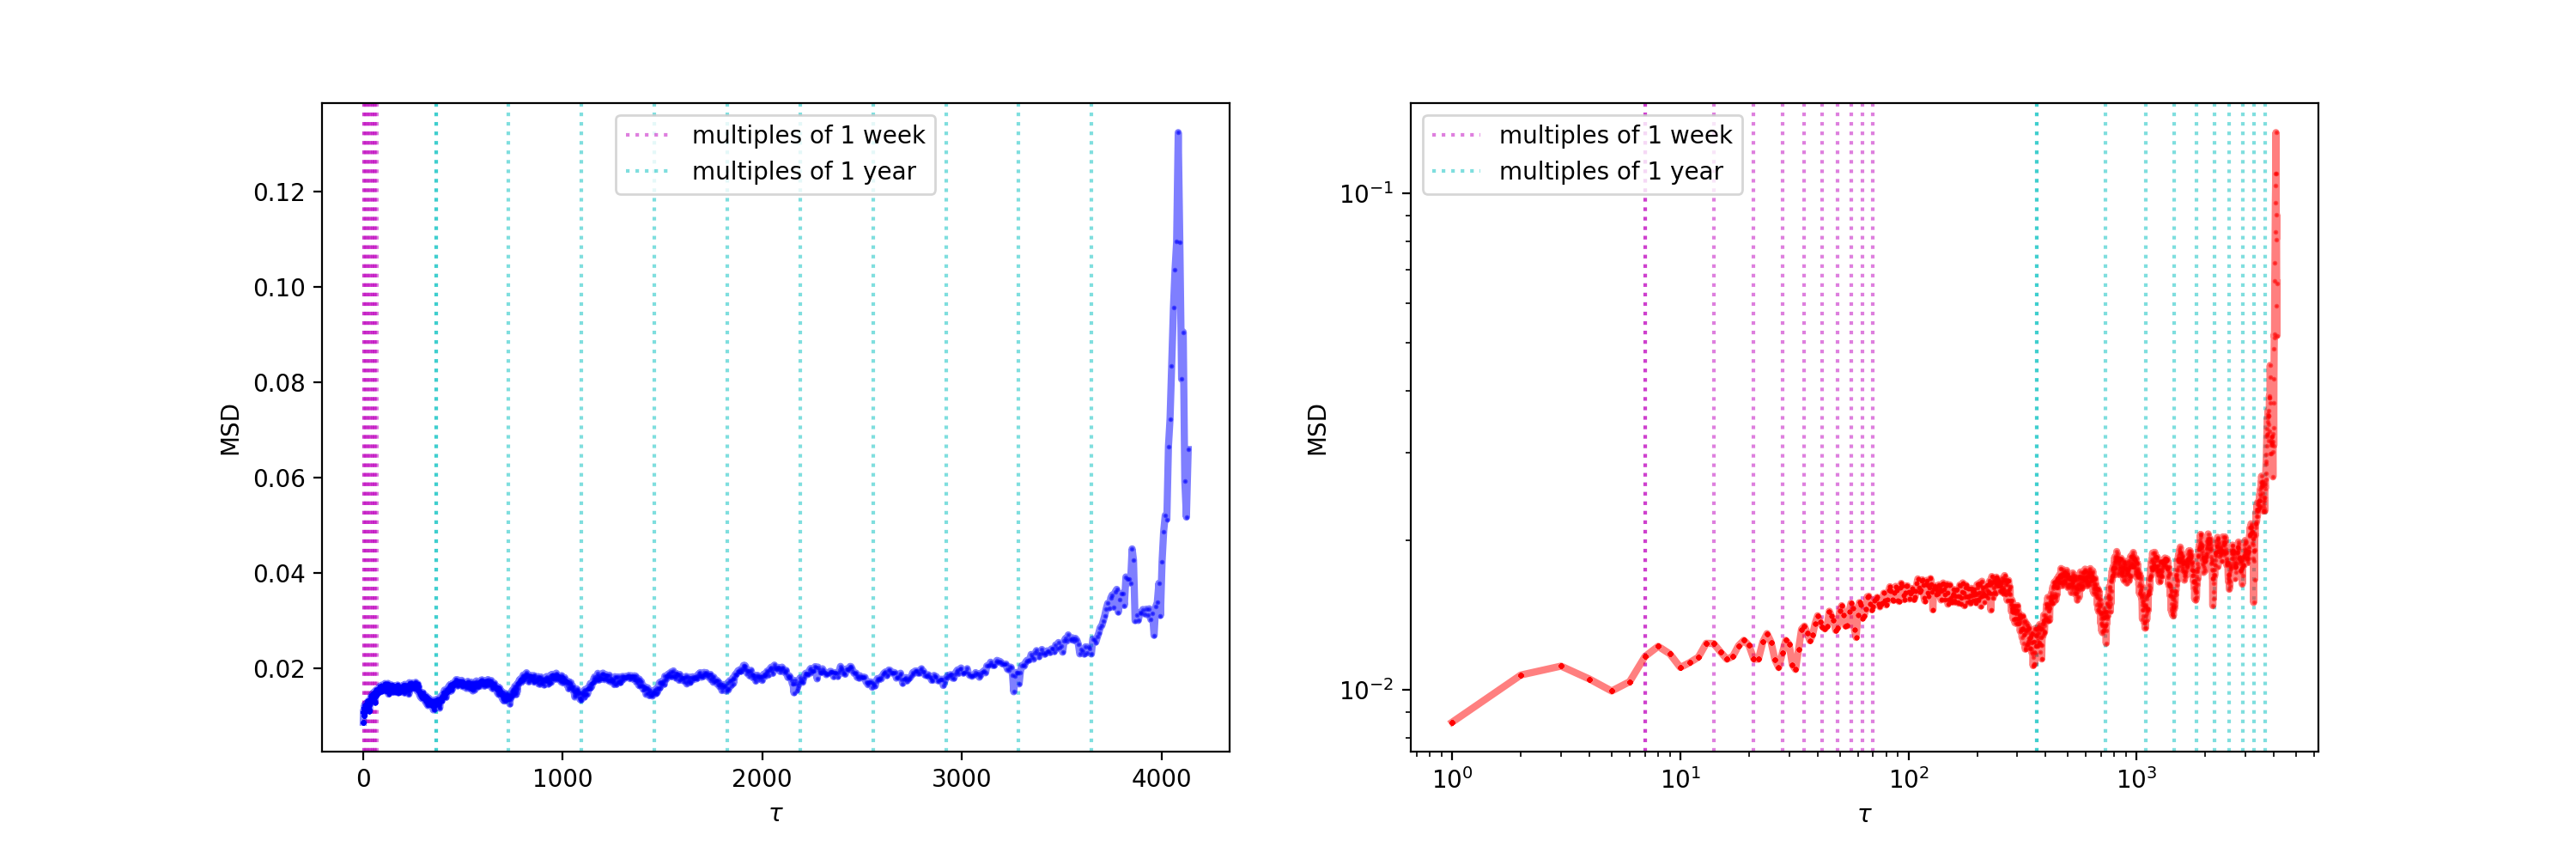 multiples of 1 week
multiples of 1 year
0.12
0.10
0.08
0.06
0.04
0.02
MSD
0 1000 2000 3000 4000
τ
multiples of 1 week
multiples of 1 year
10⁻¹
10⁻²
MSD
10⁰ 10¹ 10² 10³
τ